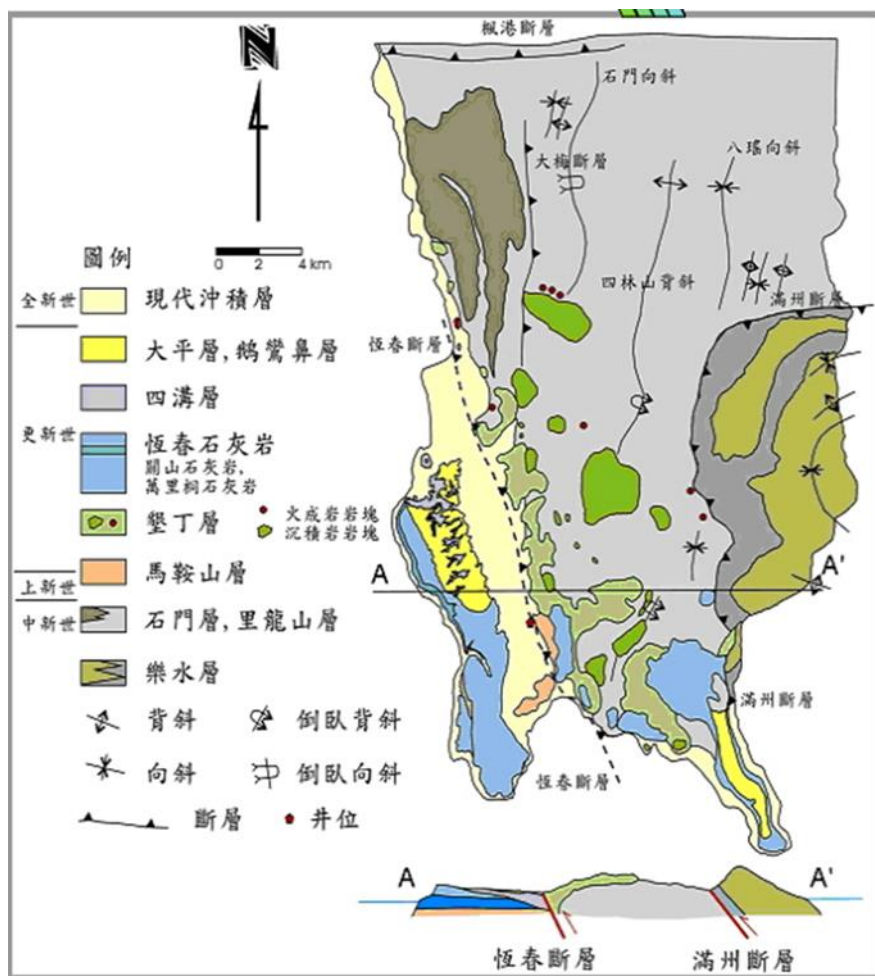 楓港斷層
N
石門向斜
大梅斷層
八瑤向斜
四林山背斜
滿州斷層
恆春斷層
0 2 4 km
圖例
全新世
現代沖積層
更新世
大平層,鵝鑾鼻層
四溝層
恆春石灰岩
關山石灰岩,
萬里桐石灰岩
墾丁層
火成岩岩塊
沉積岩岩塊
上新世
馬鞍山層
中新世
石門層,里龍山層
樂水層
背斜
倒臥背斜
向斜
倒臥向斜
斷層
井位
A
A'
滿州斷層
恆春斷層
A
A'
恆春斷層
滿州斷層